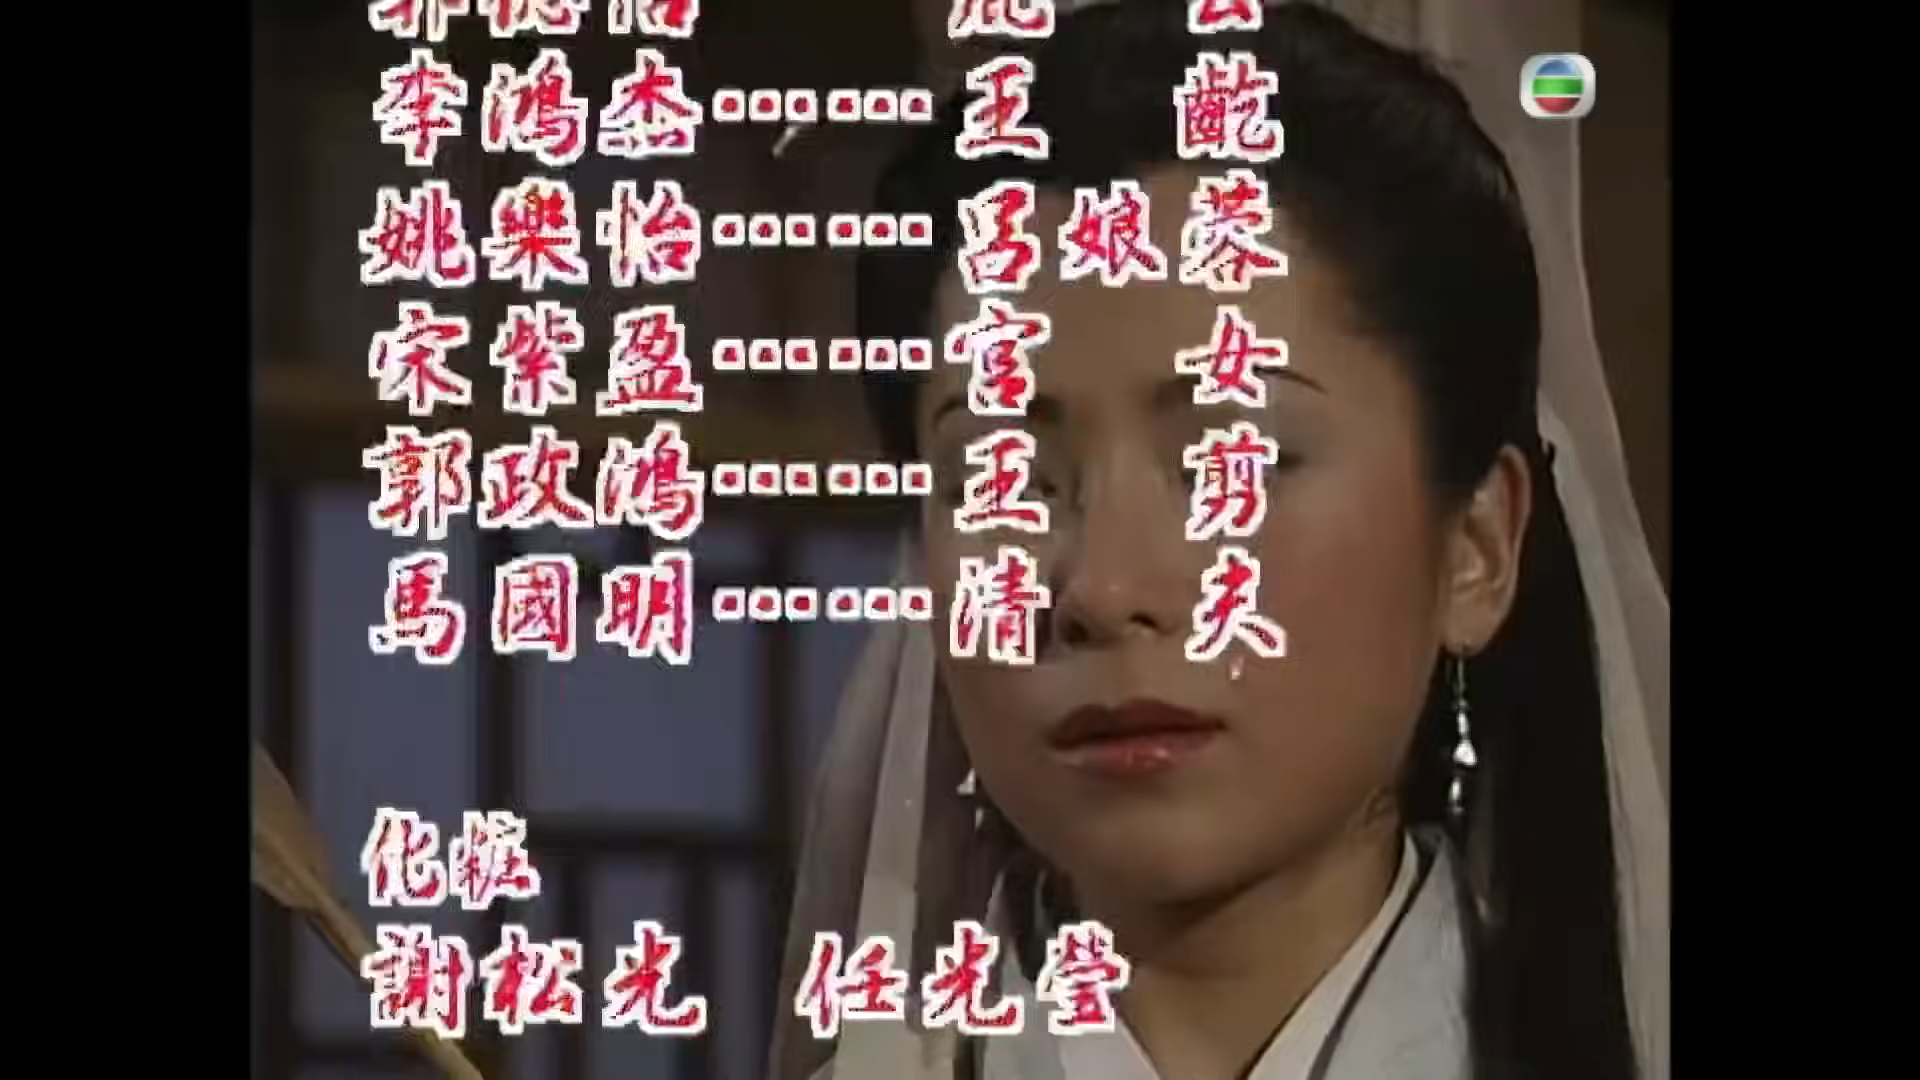 李鴻杰⋯⋯王齕
姚樂怡⋯⋯呂娘蓉
宋紫盈⋯⋯宮女
郭政鴻⋯⋯王剪
馬國明⋯⋯清夫
化粧
謝松光 任光瑩